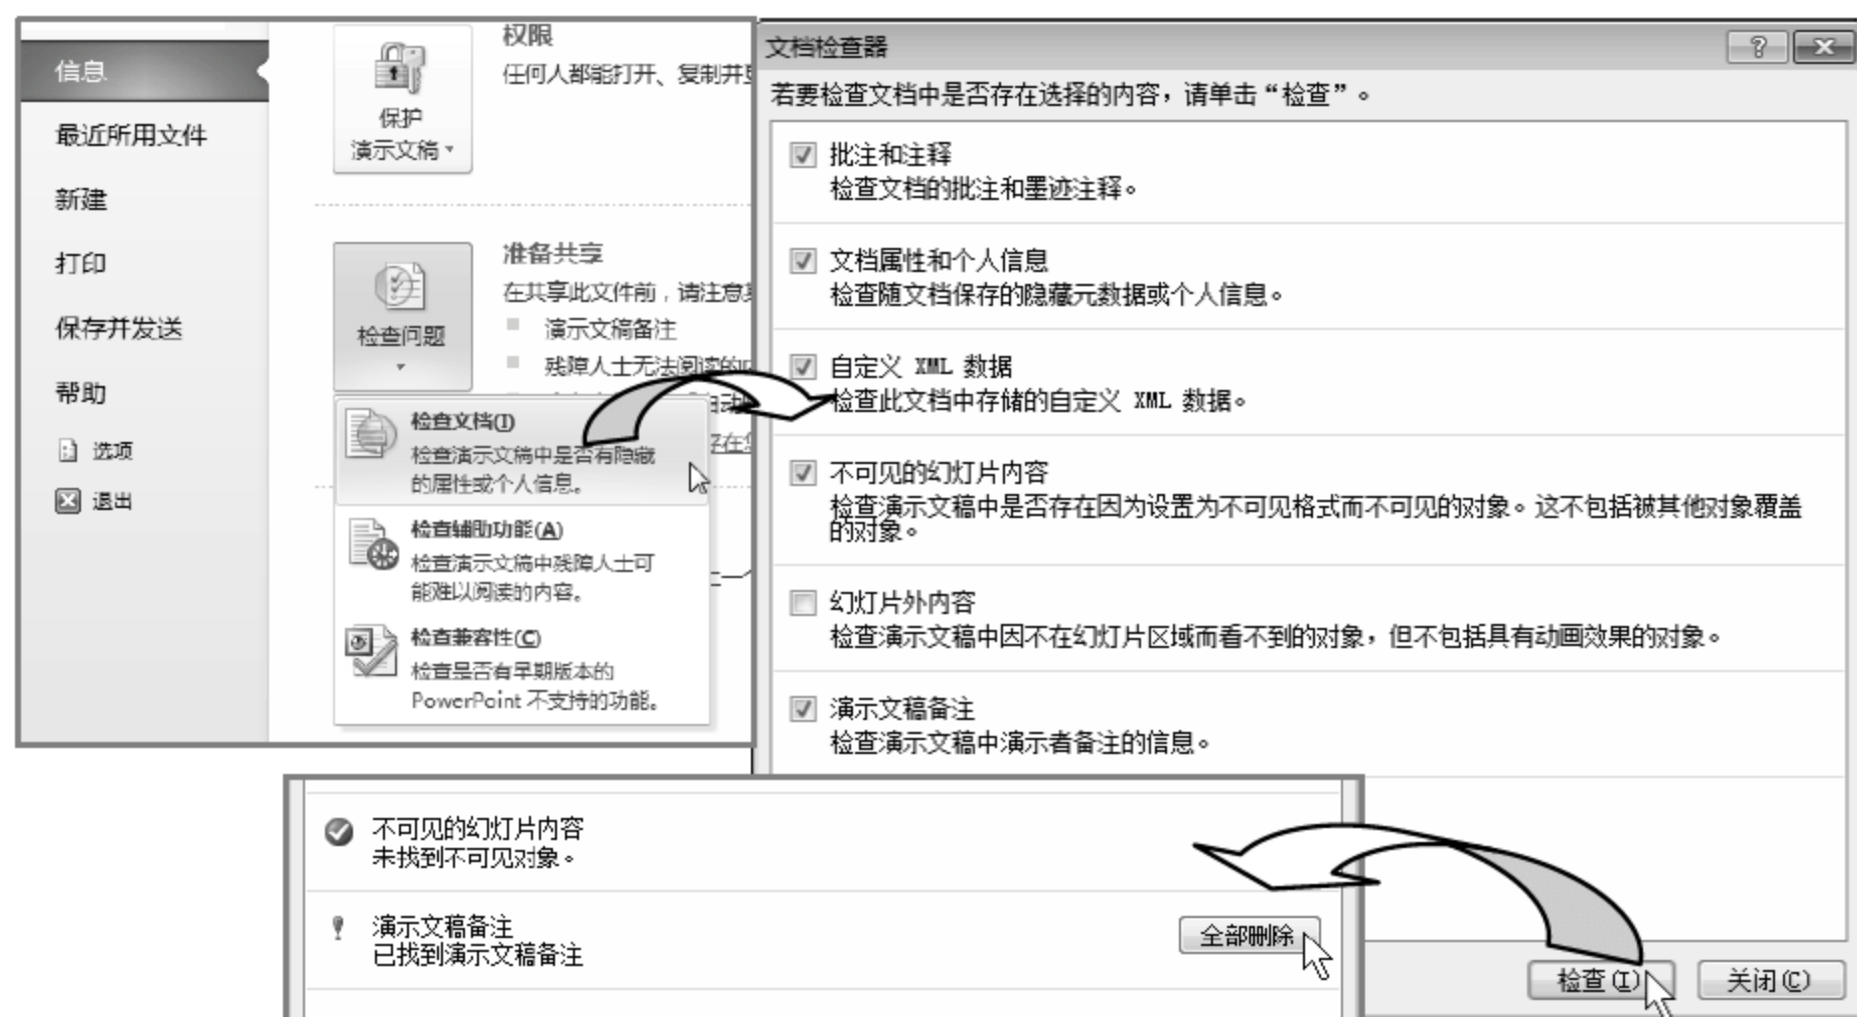 信息
最近所用文件
新建
打印
保存并发送
帮助
选项
退出
保护
演示文稿
权限
任何人都能打开、复制并
检查问题
准备共享
在共享此文件前，请注意
演示文稿备注
残障人士无法阅读的
检查文档(I)
检查演示文稿中是否有隐藏
的属性或个人信息。
检查辅助功能(A)
检查演示文稿中残障人士可
能难以阅读的内容。
检查兼容性(C)
检查是否有早期版本的
PowerPoint 不支持的功能。
文档检查器
若要检查文档中是否存在选择的内容，请单击“检查”。
批注和注释
检查文档的批注和墨迹注释。
文档属性和个人信息
检查随文档保存的隐藏元数据或个人信息。
自定义 XML 数据
检查此文档中存储的自定义 XML 数据。
不可见的幻灯片内容
检查演示文稿中是否存在因为设置为不可见格式而不可见的对象。这不包括被其他对象覆盖
的对象。
幻灯片外内容
检查演示文稿中因不在幻灯片区域而看不到的对象，但不包括具有动画效果的对象。
演示文稿备注
检查演示文稿中演示者备注的信息。
检查(I)
关闭(C)
不可见的幻灯片内容
未找到不可见对象。
演示文稿备注
已找到演示文稿备注
全部删除